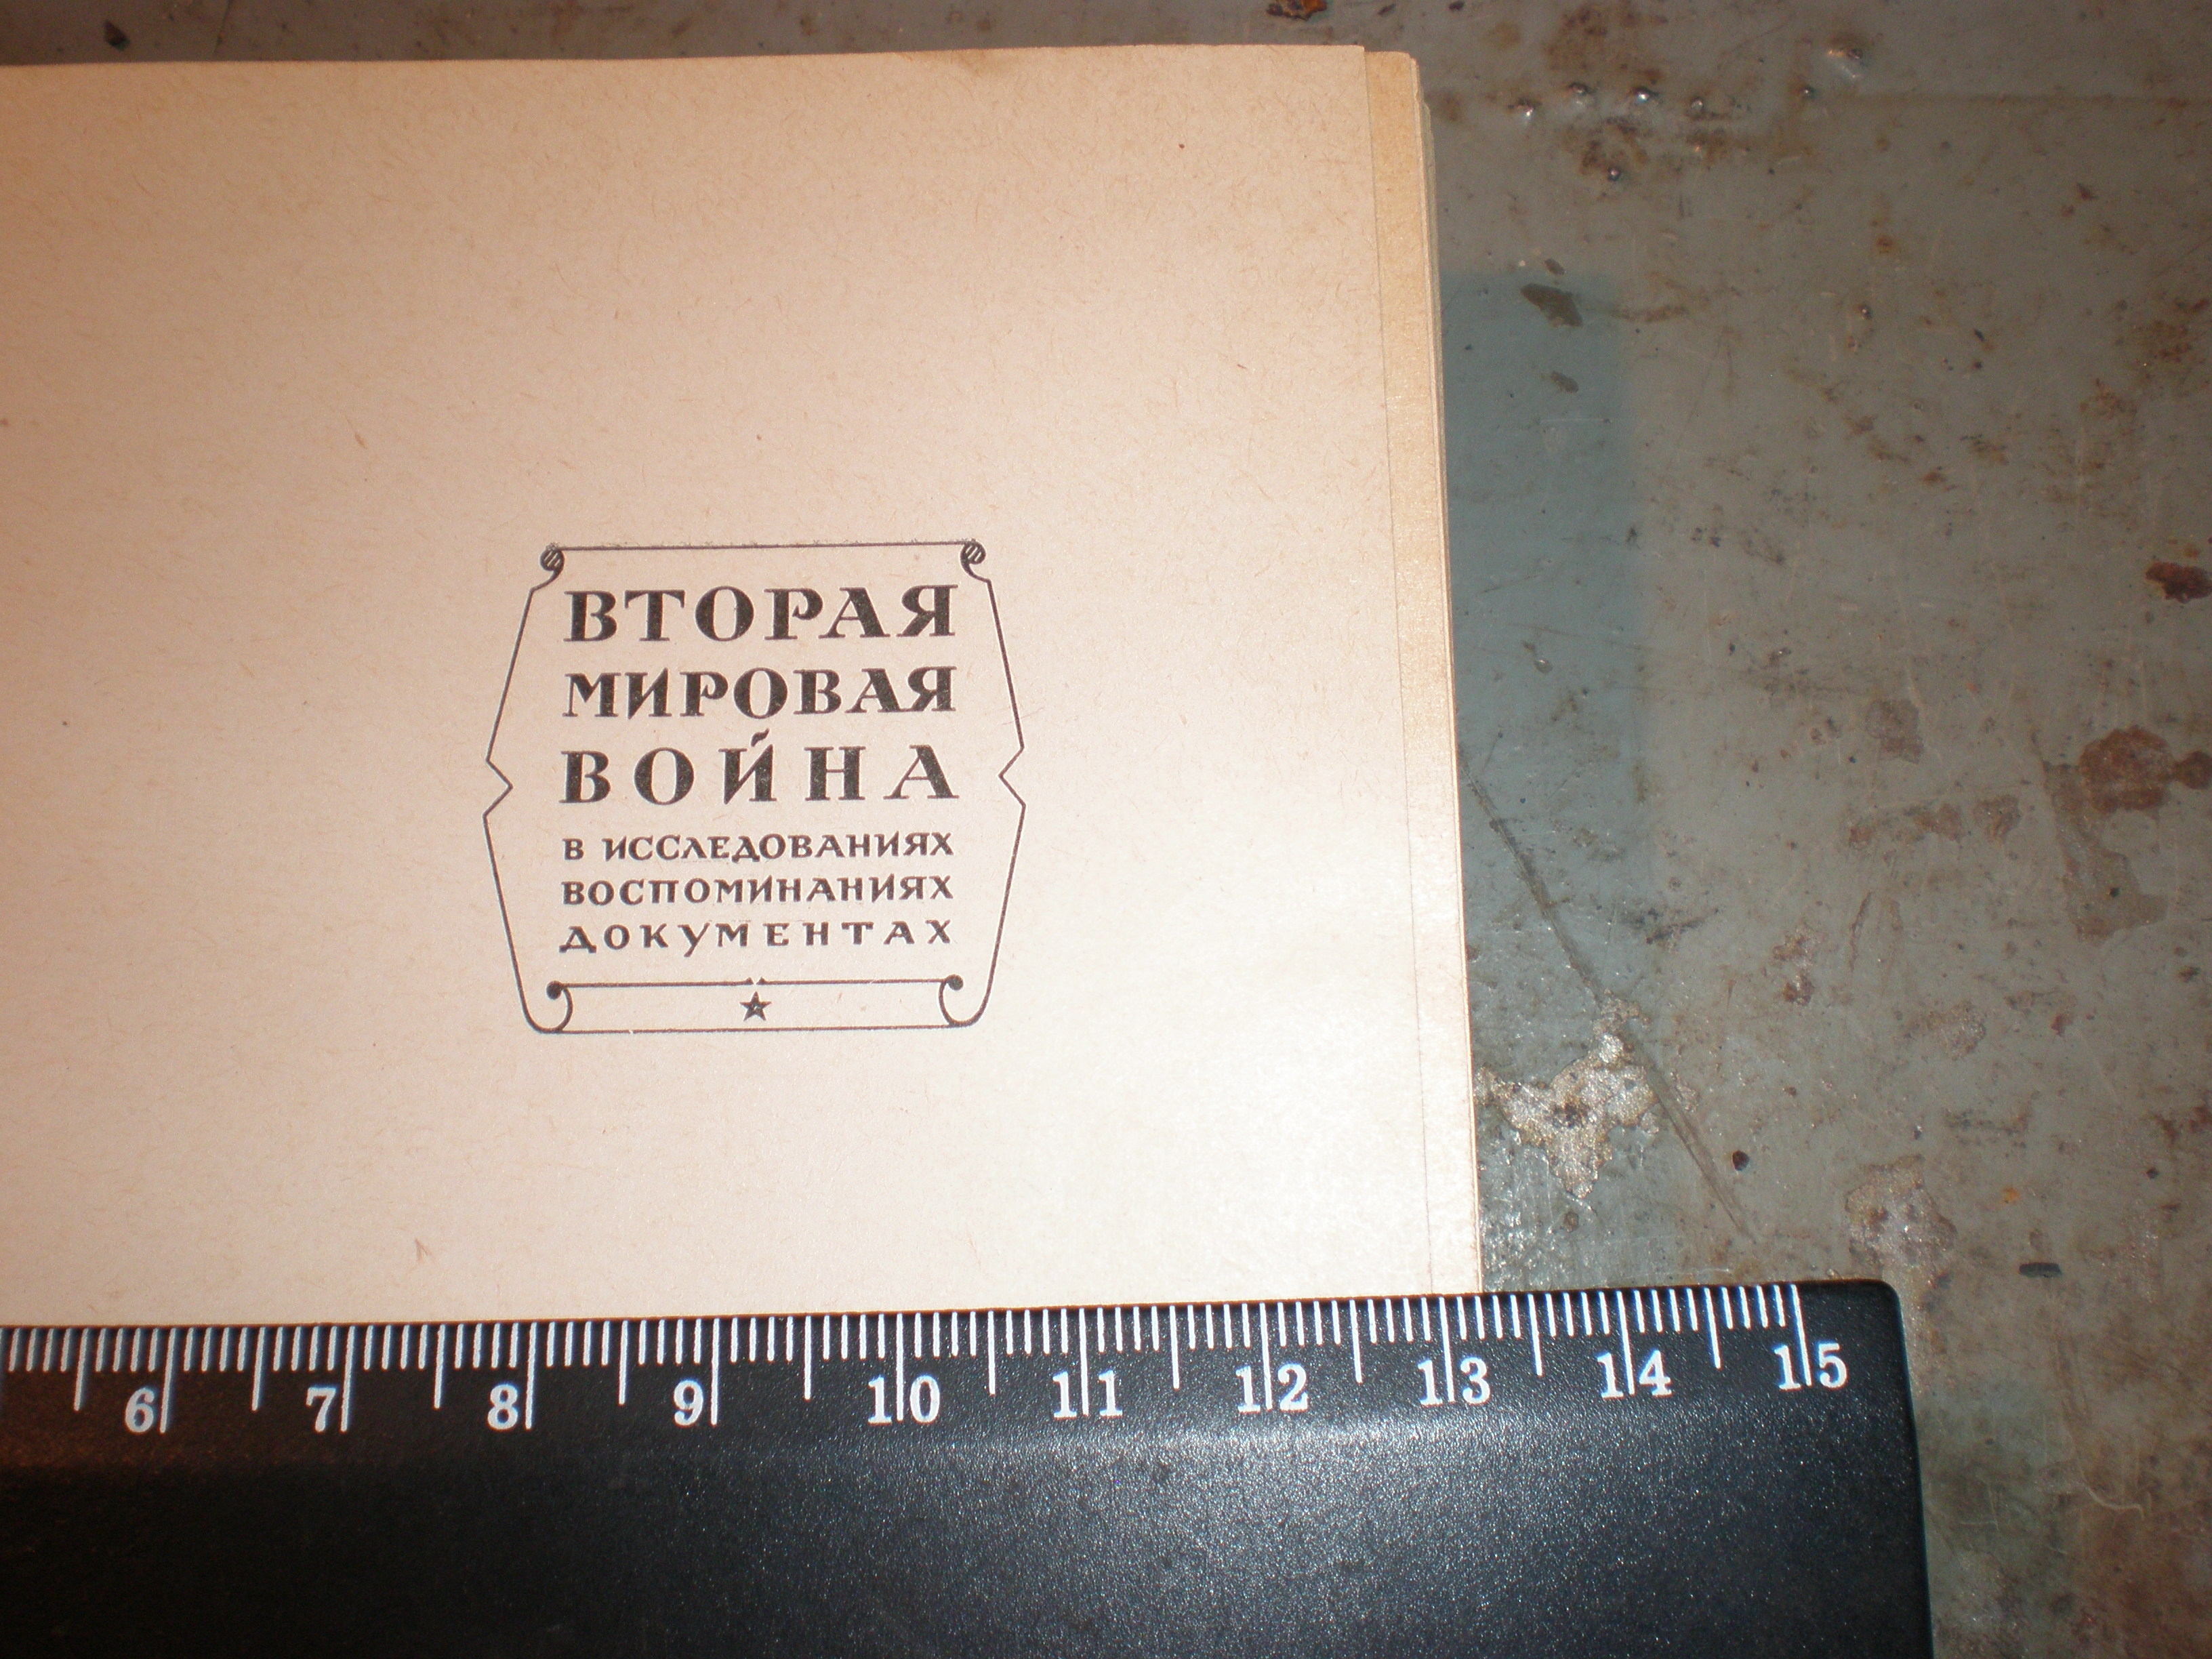 ВТОРАЯ
МИРОВАЯ
ВОЙНА
В ИССЛЕДОВАНИЯХ
ВОСПОМИНАНИЯХ
ДОКУМЕНТАХ
6 7 8 9 10 11 12 13 14 15